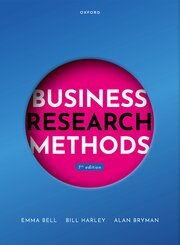 OXFORD
BUSINESS
RESEARCH
METHODS
7th edition
EMMA BELL BILL HARLEY ALAN BRYMAN